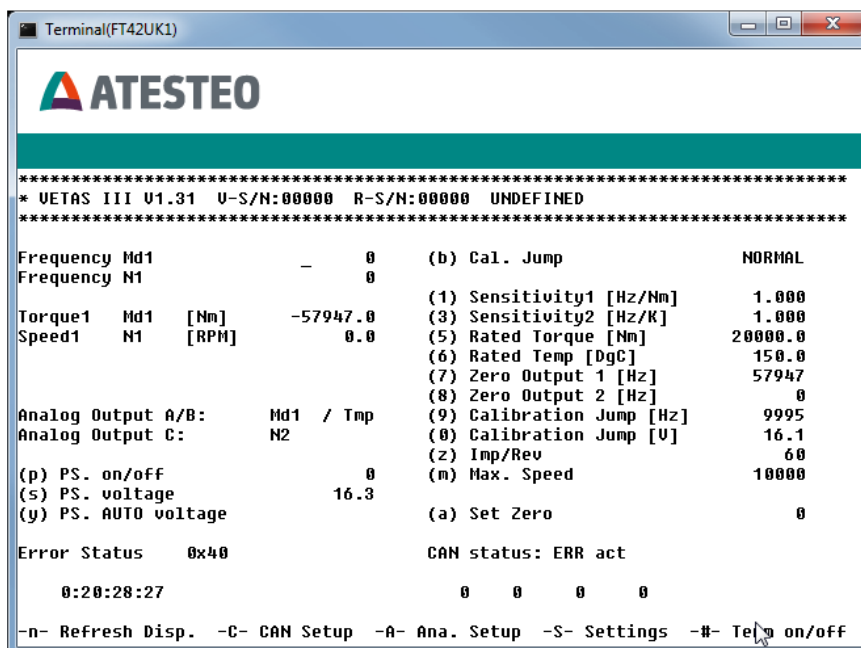 Terminal(FT42UK1)
ATESTEO
********************************************************************************
* VETAS III V1.31  V-S/N:00000  R-S/N:00000  UNDEFINED
********************************************************************************
Frequency Md1 _ 0 (b) Cal. Jump NORMAL
Frequency N1 0
(1) Sensitivity1 [Hz/Nm] 1.000
Torque1 Md1 [Nm] -57947.0 (3) Sensitivity2 [Hz/K] 1.000
Speed1 N1 [RPM] 0.0 (5) Rated Torque [Nm] 20000.0
(6) Rated Temp [DgC] 150.0
(7) Zero Output 1 [Hz] 57947
(8) Zero Output 2 [Hz] 0
Analog Output A/B: Md1 / Tmp (9) Calibration Jump [Hz] 9995
Analog Output C: N2 (0) Calibration Jump [V] 16.1
(z) Imp/Rev 60
(p) PS. on/off 0 (m) Max. Speed 10000
(s) PS. voltage 16.3
(y) PS. AUTO voltage (a) Set Zero 0
Error Status 0x40 CAN status: ERR act
0:20:28:27 0 0 0 0
-n- Refresh Disp. -C- CAN Setup -A- Ana. Setup -S- Settings -#- Term on/off